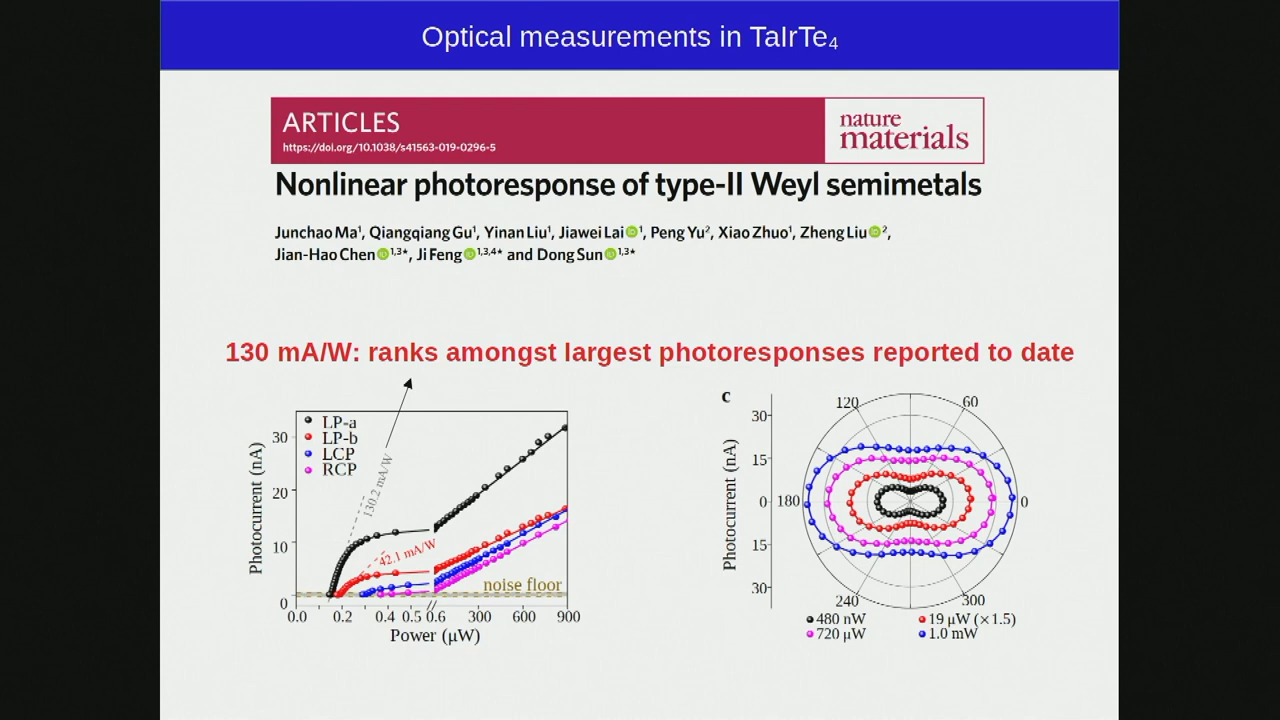 Optical measurements in TaIrTe₄
ARTICLES
https://doi.org/10.1038/s41563-019-0296-5
nature
materials
Nonlinear photoresponse of type-II Weyl semimetals
Junchao Ma¹, Qiangqiang Gu¹, Yinan Liu¹, Jiawei Lai iD ¹, Peng Yu², Xiao Zhuo¹, Zheng Liu iD ²,
Jian-Hao Chen iD ¹,³*, Ji Feng iD ¹,³,⁴* and Dong Sun iD ¹,³*
130 mA/W: ranks amongst largest photoresponses reported to date
LP-a
LP-b
LCP
RCP
130.2 mA/W
42.1 mA/W
noise floor
Photocurrent (nA)
30
20
10
0
0.0 0.2 0.4 0.5 0.6 300 600 900
Power (μW)
c
Photocurrent (nA)
30
15
0
15
30
120 60
180 0
240 300
480 nW 19 μW (×1.5)
720 μW 1.0 mW